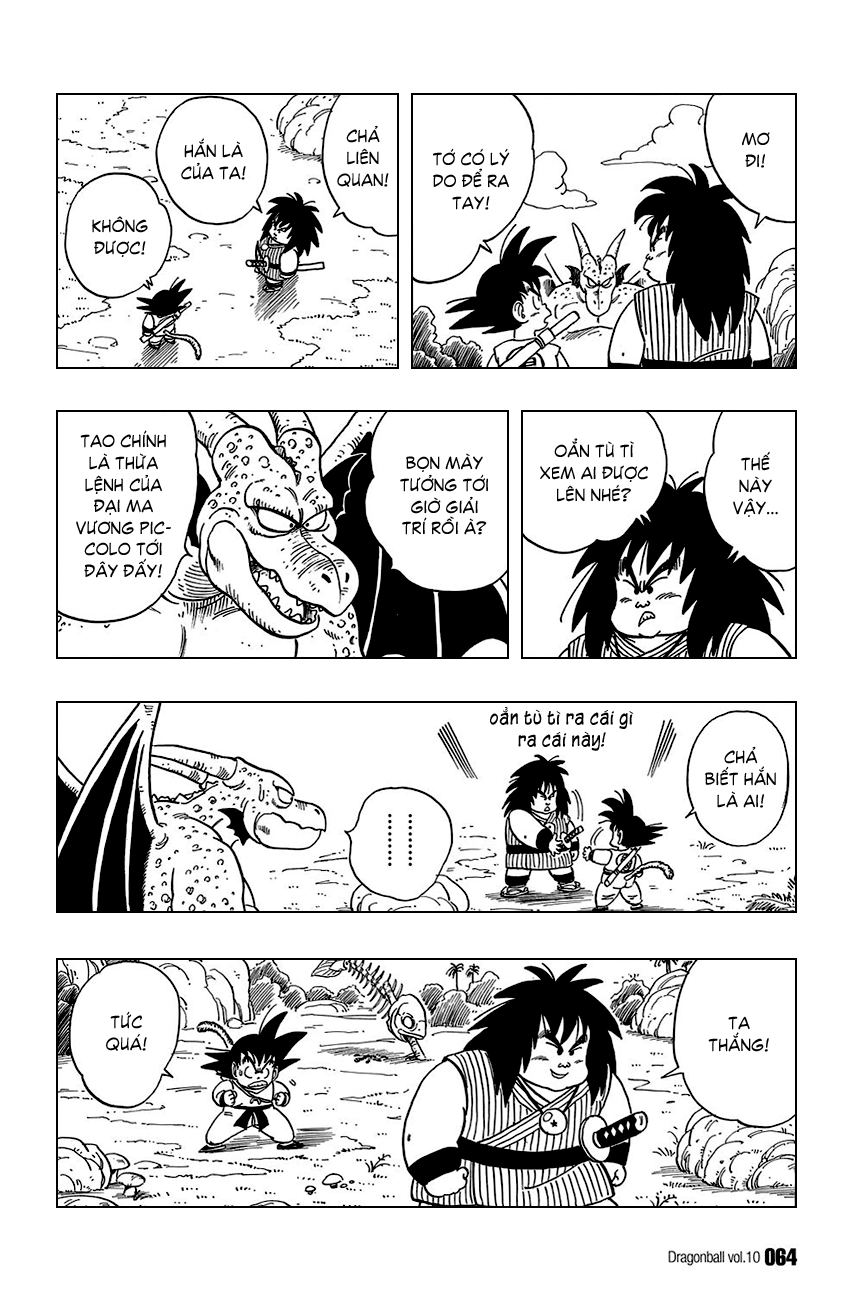 MƠ
ĐI!
TỚ CÓ LÝ
DO ĐỂ RA
TAY!
CHẢ
LIÊN
QUAN!
HẮN LÀ
CỦA TA!
KHÔNG
ĐƯỢC!
THẾ
NÀY
VẬY...
OẲN TÙ TÌ
XEM AI ĐƯỢC
LÊN NHÉ?
BỌN MÀY
TƯỞNG TỚI
GIỜ GIẢI
TRÍ RỒI À?
TAO CHÍNH
LÀ THỪA
LỆNH CỦA
ĐẠI MA
VƯƠNG PIC-
COLO TỚI
ĐÂY ĐẤY!
CHẢ
BIẾT HẮN
LÀ AI!
oẳn tù tì ra cái gì
ra cái này!
TA
THẮNG!
TỨC
QUÁ!
Dragonball vol.10 064